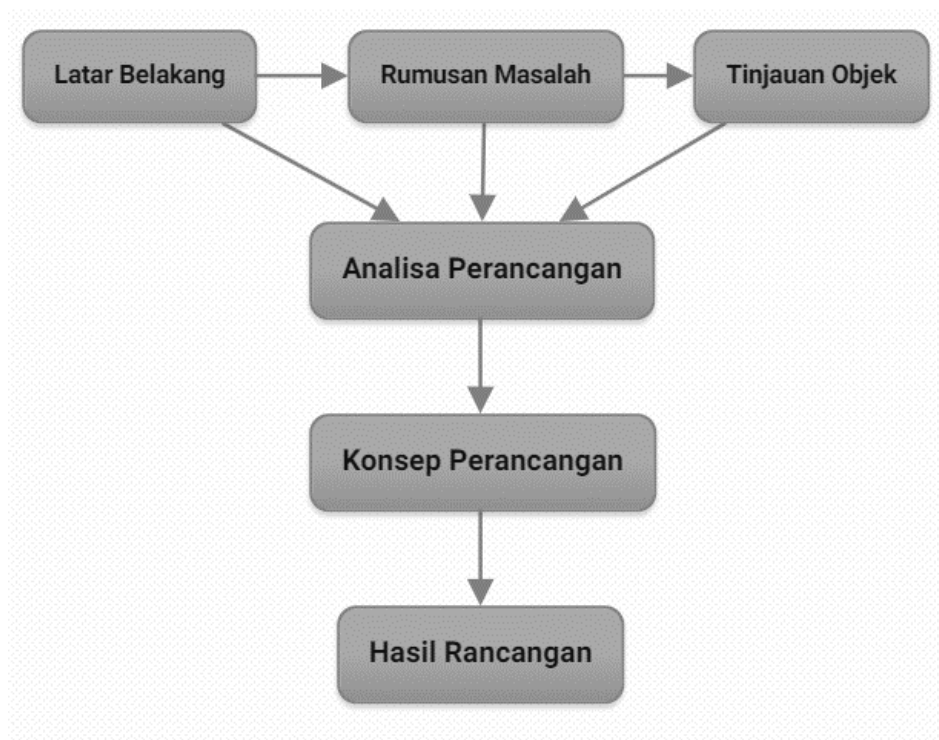 Latar Belakang
Rumusan Masalah
Tinjauan Objek
Analisa Perancangan
Konsep Perancangan
Hasil Rancangan